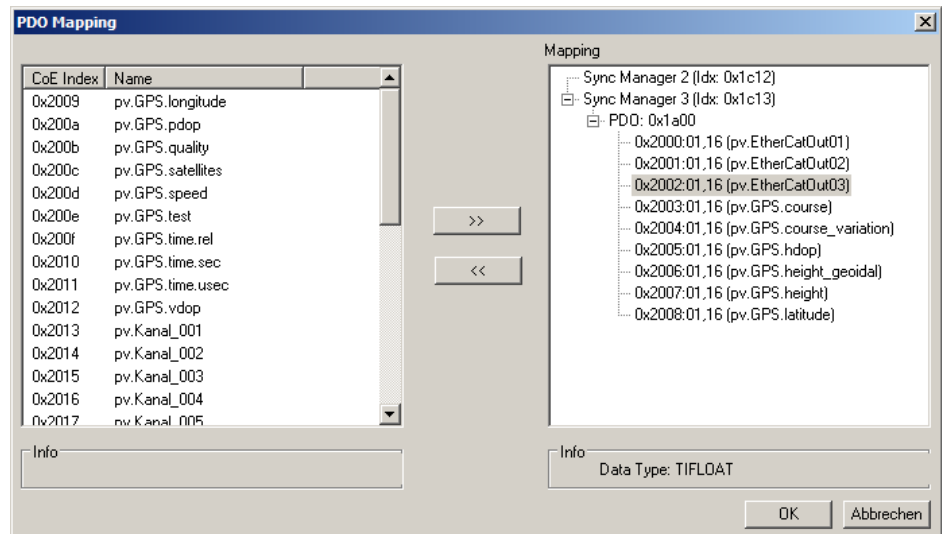 PDO Mapping
CoE Index Name
0x2009 pv.GPS.longitude
0x200a pv.GPS.pdop
0x200b pv.GPS.quality
0x200c pv.GPS.satellites
0x200d pv.GPS.speed
0x200e pv.GPS.test
0x200f pv.GPS.time.rel
0x2010 pv.GPS.time.sec
0x2011 pv.GPS.time.usec
0x2012 pv.GPS.vdop
0x2013 pv.Kanal_001
0x2014 pv.Kanal_002
0x2015 pv.Kanal_003
0x2016 pv.Kanal_004
0x2017 pv.Kanal_005
Info
>>
<<
Mapping
Sync Manager 2 (Idx: 0x1c12)
Sync Manager 3 (Idx: 0x1c13)
PDO: 0x1a00
0x2000:01,16 (pv.EtherCatOut01)
0x2001:01,16 (pv.EtherCatOut02)
0x2002:01,16 (pv.EtherCatOut03)
0x2003:01,16 (pv.GPS.course)
0x2004:01,16 (pv.GPS.course_variation)
0x2005:01,16 (pv.GPS.hdop)
0x2006:01,16 (pv.GPS.height_geoidal)
0x2007:01,16 (pv.GPS.height)
0x2008:01,16 (pv.GPS.latitude)
Info
Data Type: TIFLOAT
OK Abbrechen